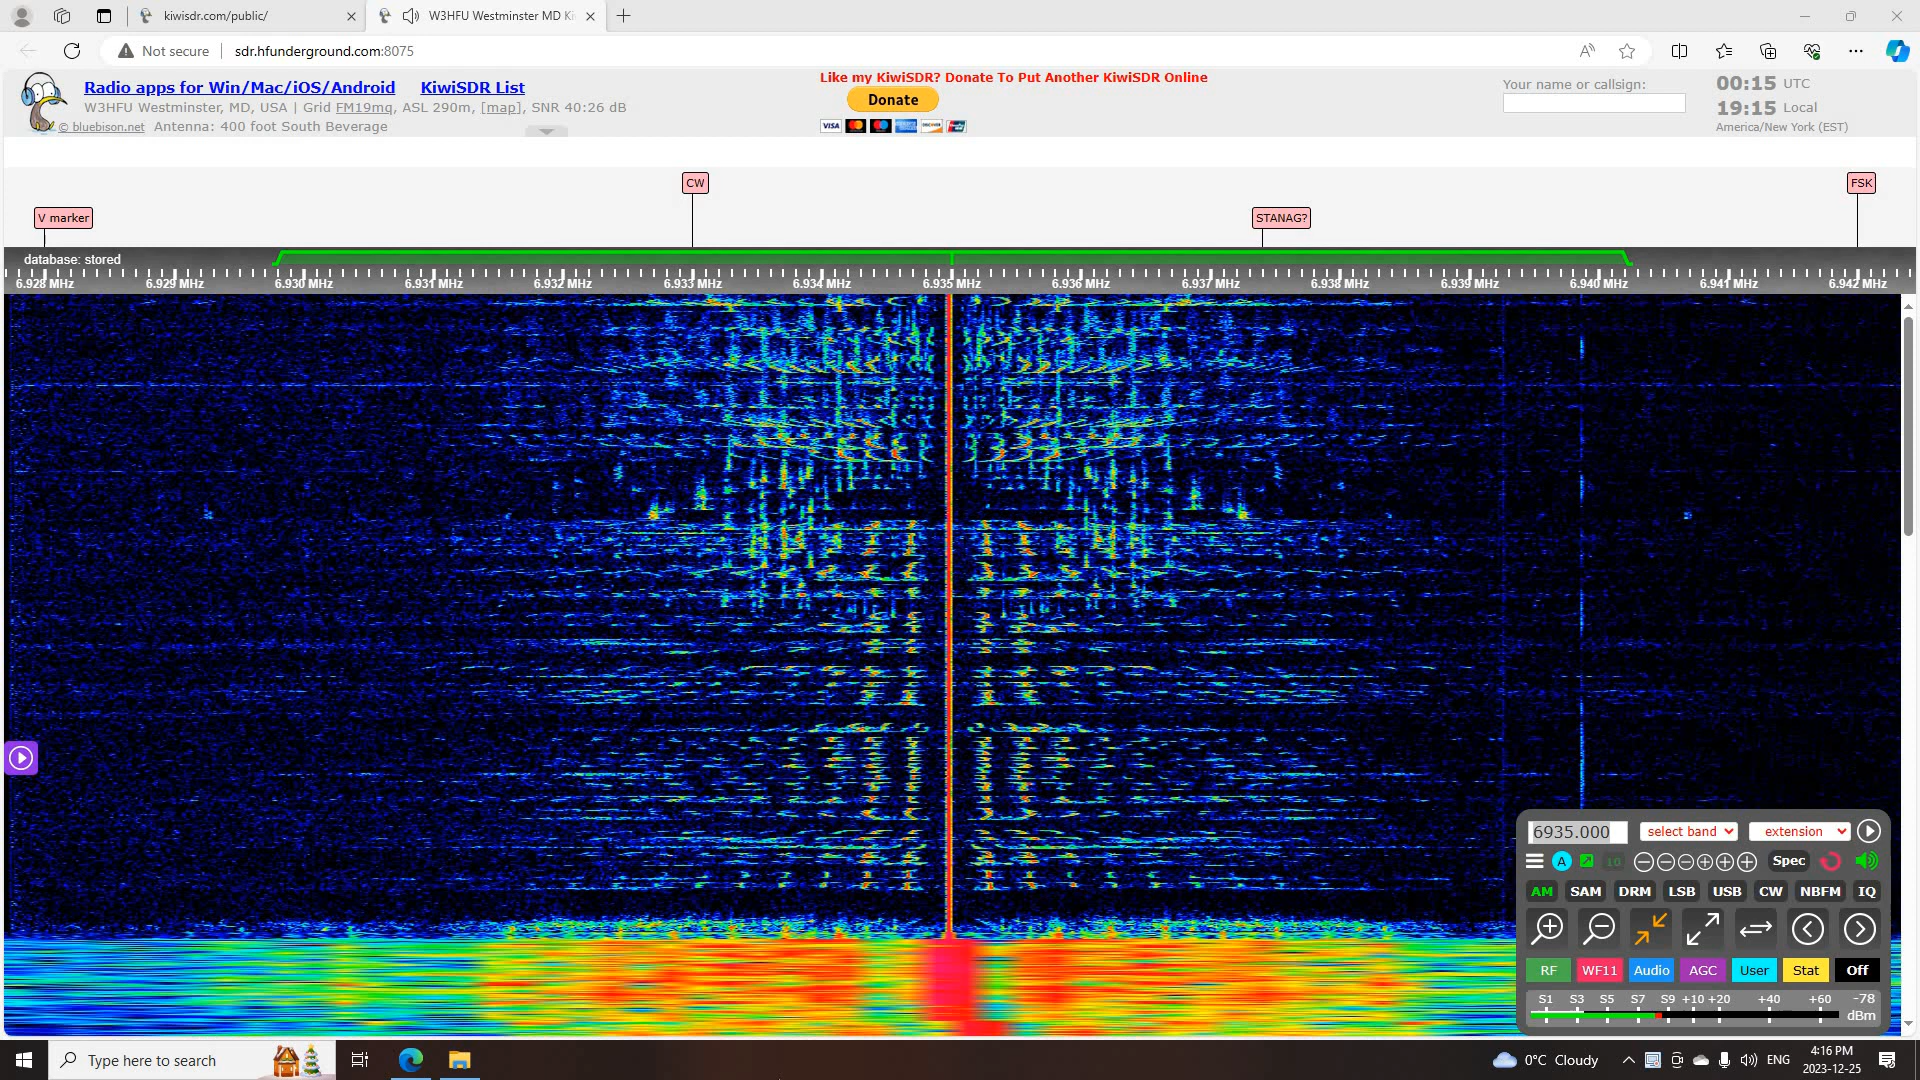 kiwisdr.com/public/
W3HFU Westminster MD Ki
Not secure
sdr.hfunderground.com:8075
Radio apps for Win/Mac/iOS/Android KiwiSDR List
W3HFU Westminster, MD, USA | Grid FM19mq, ASL 290m, [map], SNR 40:26 dB
© bluebison.net Antenna: 400 foot South Beverage
Like my KiwiSDR? Donate To Put Another KiwiSDR Online
Donate
VISA
DISCOVER
Your name or callsign:
00:15 UTC
19:15 Local
America/New York (EST)
CW
FSK
V marker
STANAG?
database: stored
6.928 MHz 6.929 MHz 6.930 MHz 6.931 MHz 6.932 MHz 6.933 MHz 6.934 MHz 6.935 MHz 6.936 MHz 6.937 MHz 6.938 MHz 6.939 MHz 6.940 MHz 6.941 MHz 6.942 MHz
6935.000 select band extension
A 10 Spec
AM SAM DRM LSB USB CW NBFM IQ
RF WF11 Audio AGC User Stat Off
S1 S3 S5 S7 S9 +10 +20 +40 +60 -78
dBm
Type here to search
0°C Cloudy
ENG
4:16 PM
2023-12-25